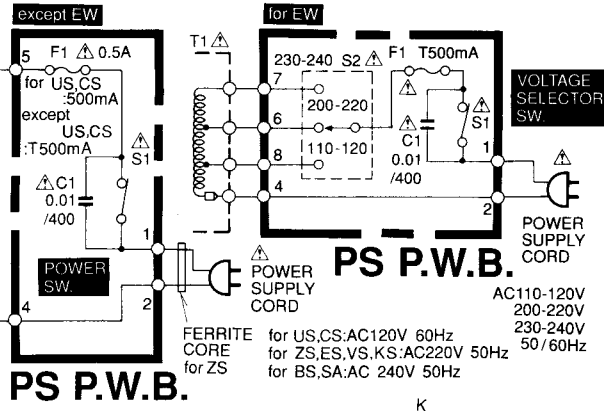 except EW
5 F1 ⚠ 0.5A
for US,CS
:500mA
except
US,CS
:T500mA
⚠
S1
⚠ C1
0.01
/400
1
POWER
SW.
4
2
⚠
POWER
SUPPLY
CORD
FERRITE
CORE
for ZS
PS P.W.B.
for EW
T1 ⚠
230-240 S2 ⚠ F1 T500mA
7
⚠
200-220
6
⚠
C1
0.01
/400
⚠
S1
110-120
8
1
4
2
VOLTAGE
SELECTOR
SW.
⚠
POWER
SUPPLY
CORD
PS P.W.B.
AC110-120V
200-220V
230-240V
50/60Hz
for US,CS:AC120V 60Hz
for ZS,ES,VS,KS:AC220V 50Hz
for BS,SA:AC 240V 50Hz
K